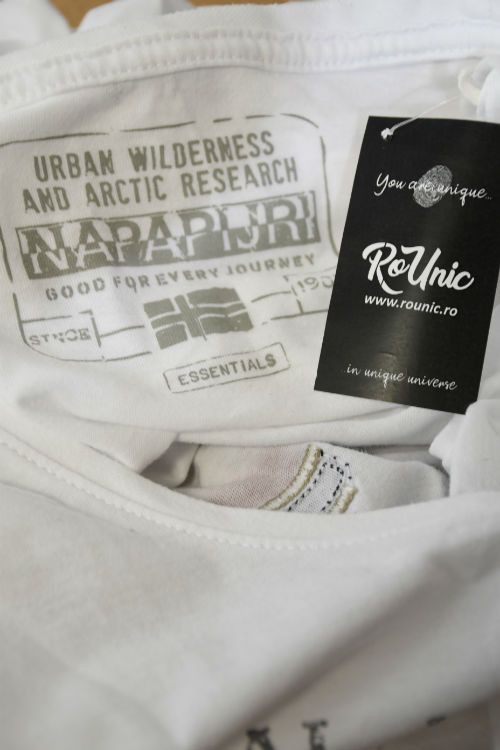 URBAN WILDERNESS
AND ARCTIC RESEARCH
NAPAPIJRI
GOOD FOR EVERY JOURNEY
SINCE
ESSENTIALS
You are unique...
RoUnic
www.rounic.ro
...in unique universe